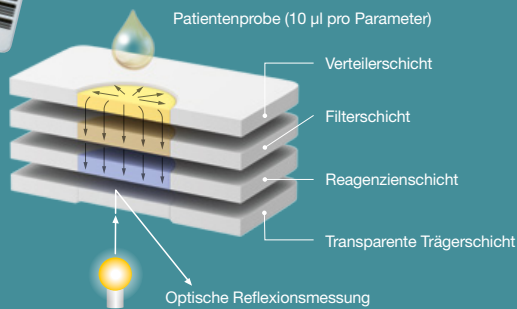 Patientenprobe (10 µl pro Parameter)
Verteilerschicht
Filterschicht
Reagenzienschicht
Transparente Trägerschicht
Optische Reflexionsmessung